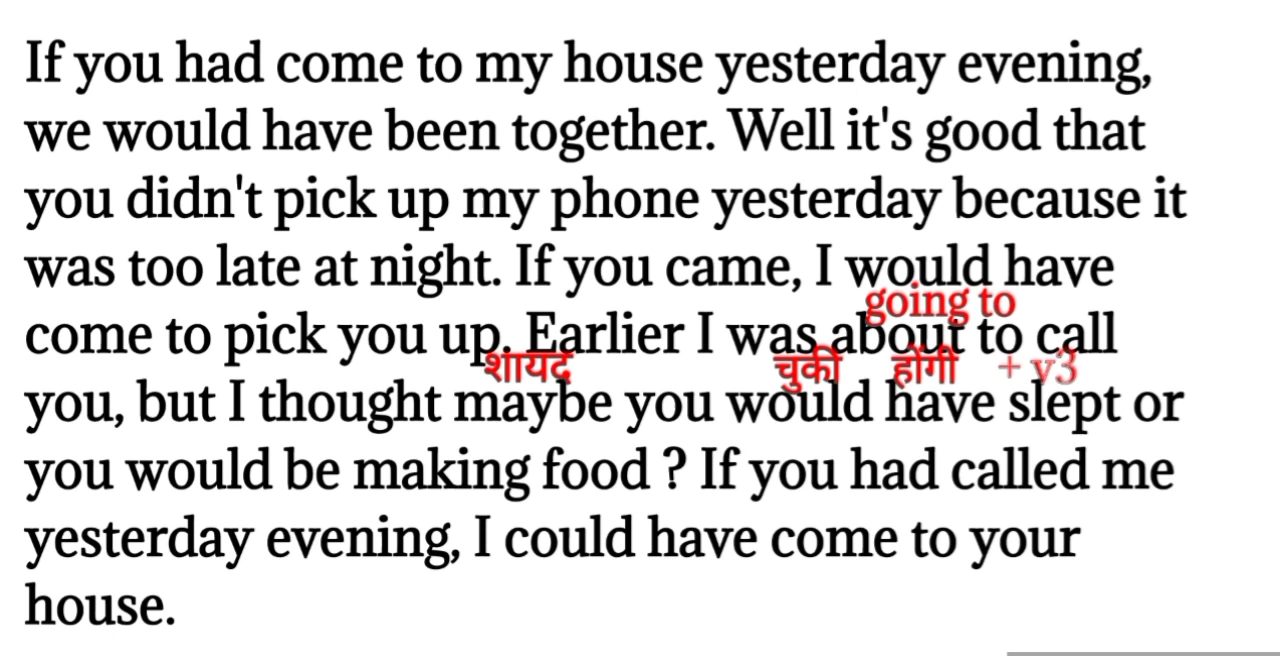 If you had come to my house yesterday evening,
we would have been together. Well it's good that
you didn't pick up my phone yesterday because it
was too late at night. If you came, I would have
going to
come to pick you up. Earlier I was about to call
शायद चुकी होंगी + v3
you, but I thought maybe you would have slept or
you would be making food ? If you had called me
yesterday evening, I could have come to your
house.